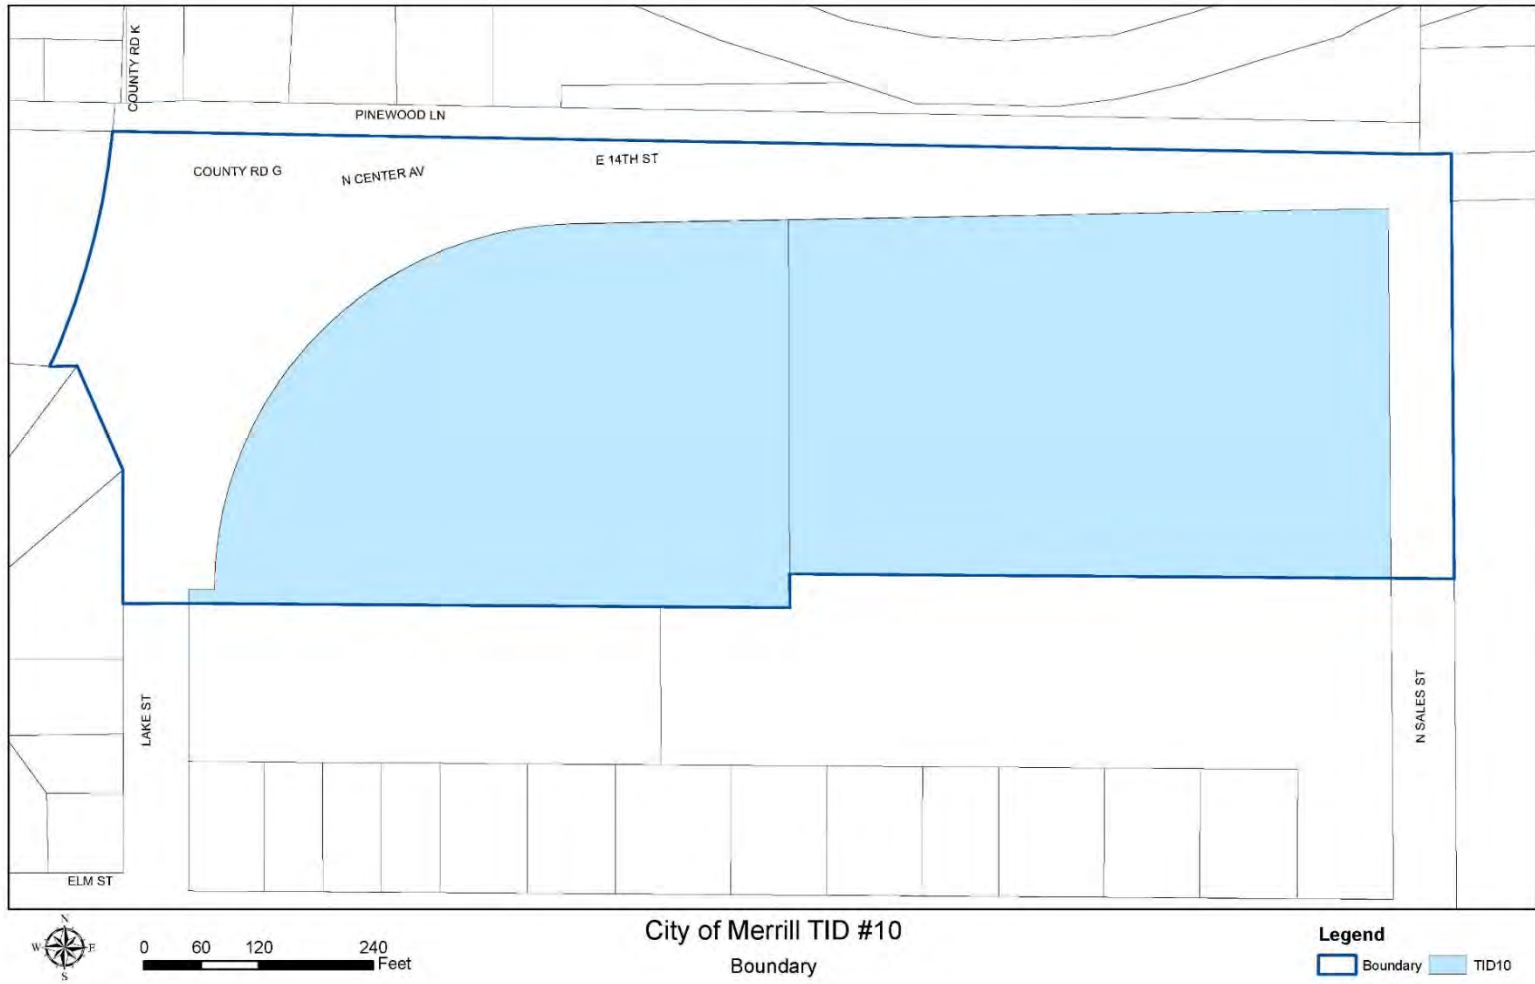 COUNTY RD K
PINEWOOD LN
E 14TH ST
COUNTY RD G
N CENTER AV
LAKE ST
N SALES ST
ELM ST
N
W E
S
0 60 120 240
Feet
City of Merrill TID #10
Boundary
Legend
Boundary TID10